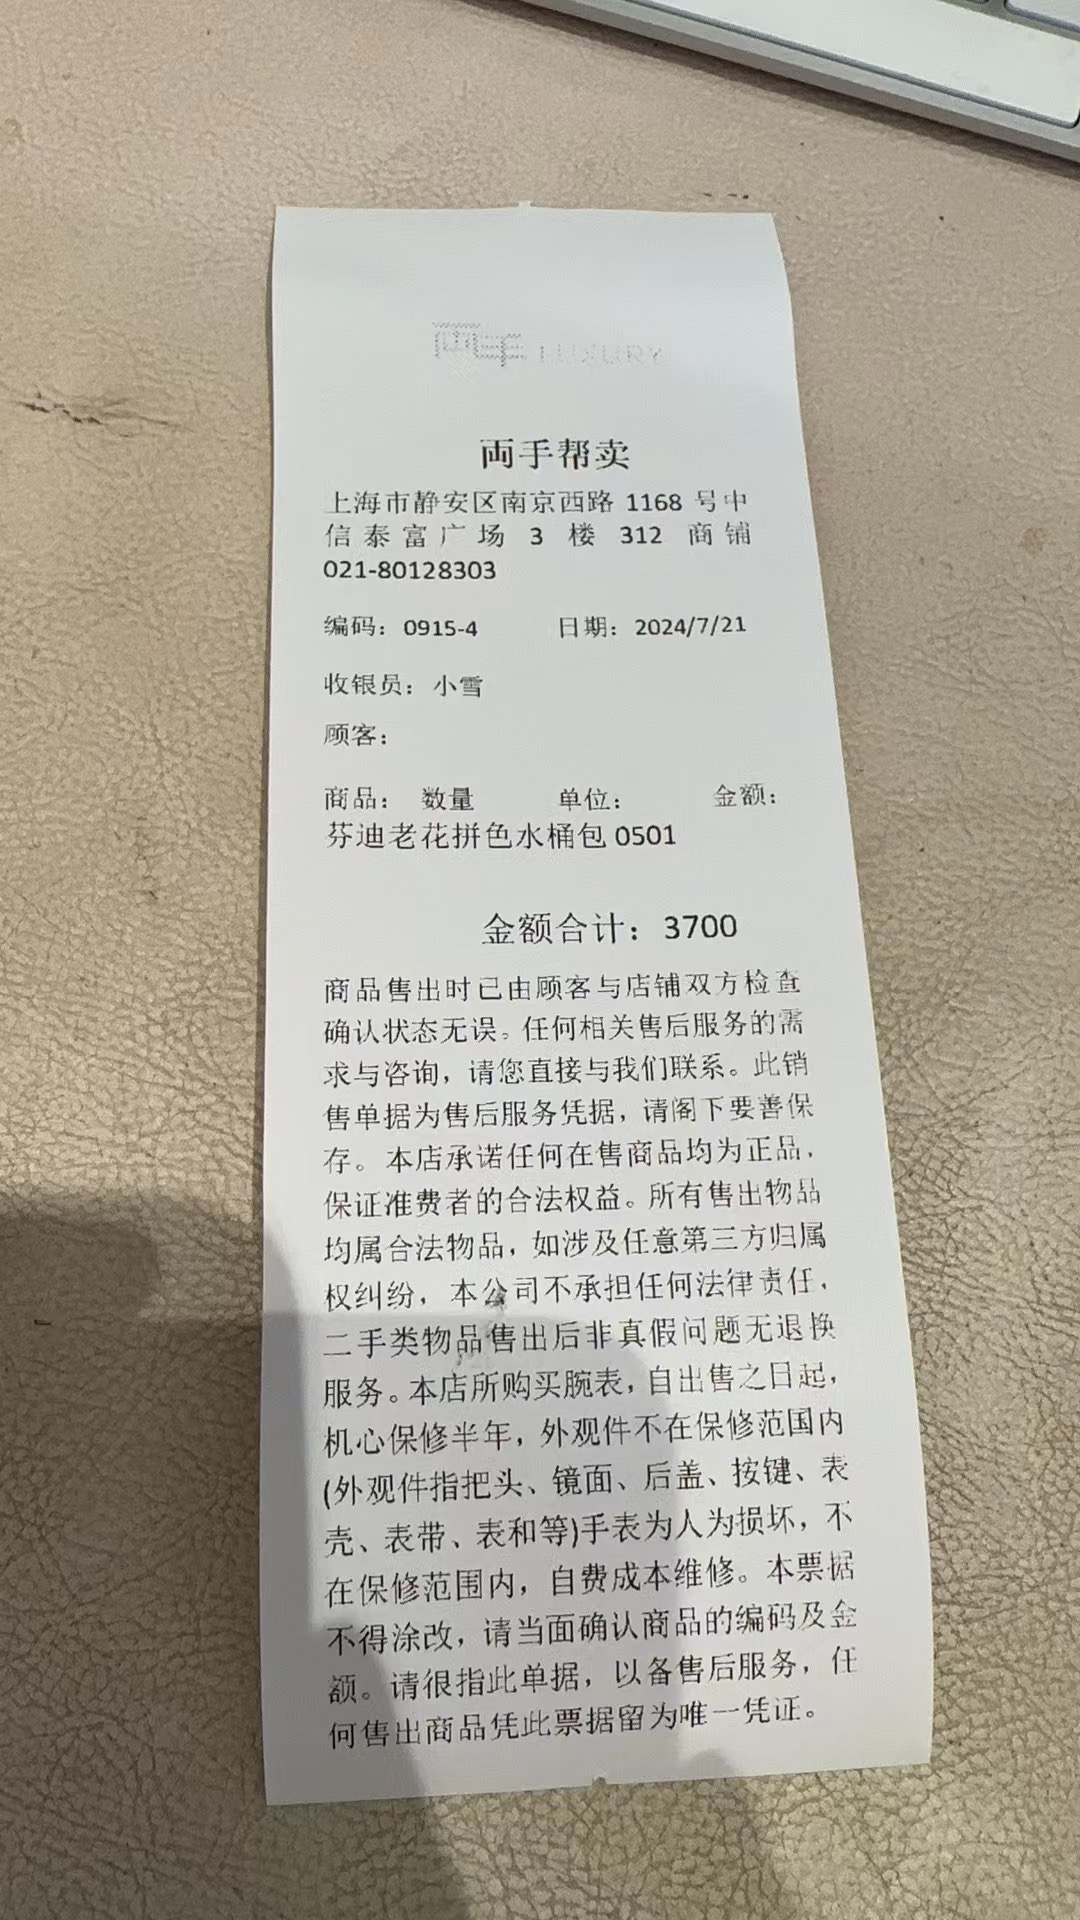 両手
両手帮卖
上海市静安区南京西路 1168 号中
信泰富广场 3 楼 312 商铺
021-80128303
编码：0915-4 日期：2024/7/21
收银员：小雪
顾客：
商品： 数量 单位： 金额：
芬迪老花拼色水桶包 0501
金额合计：3700
商品售出时已由顾客与店铺双方检查
确认状态无误。任何相关售后服务的需
求与咨询，请您直接与我们联系。此销
售单据为售后服务凭据，请阁下要善保
存。本店承诺任何在售商品均为正品，
保证准费者的合法权益。所有售出物品
均属合法物品，如涉及任意第三方归属
权纠纷，本公司不承担任何法律责任，
二手类物品售出后非真假问题无退换
服务。本店所购买腕表，自出售之日起，
机心保修半年，外观件不在保修范围内
(外观件指把头、镜面、后盖、按键、表
壳、表带、表和等)手表为人为损坏，不
在保修范围内，自费成本维修。本票据
不得涂改，请当面确认商品的编码及金
额。请很指此单据，以备售后服务，任
何售出商品凭此票据留为唯一凭证。